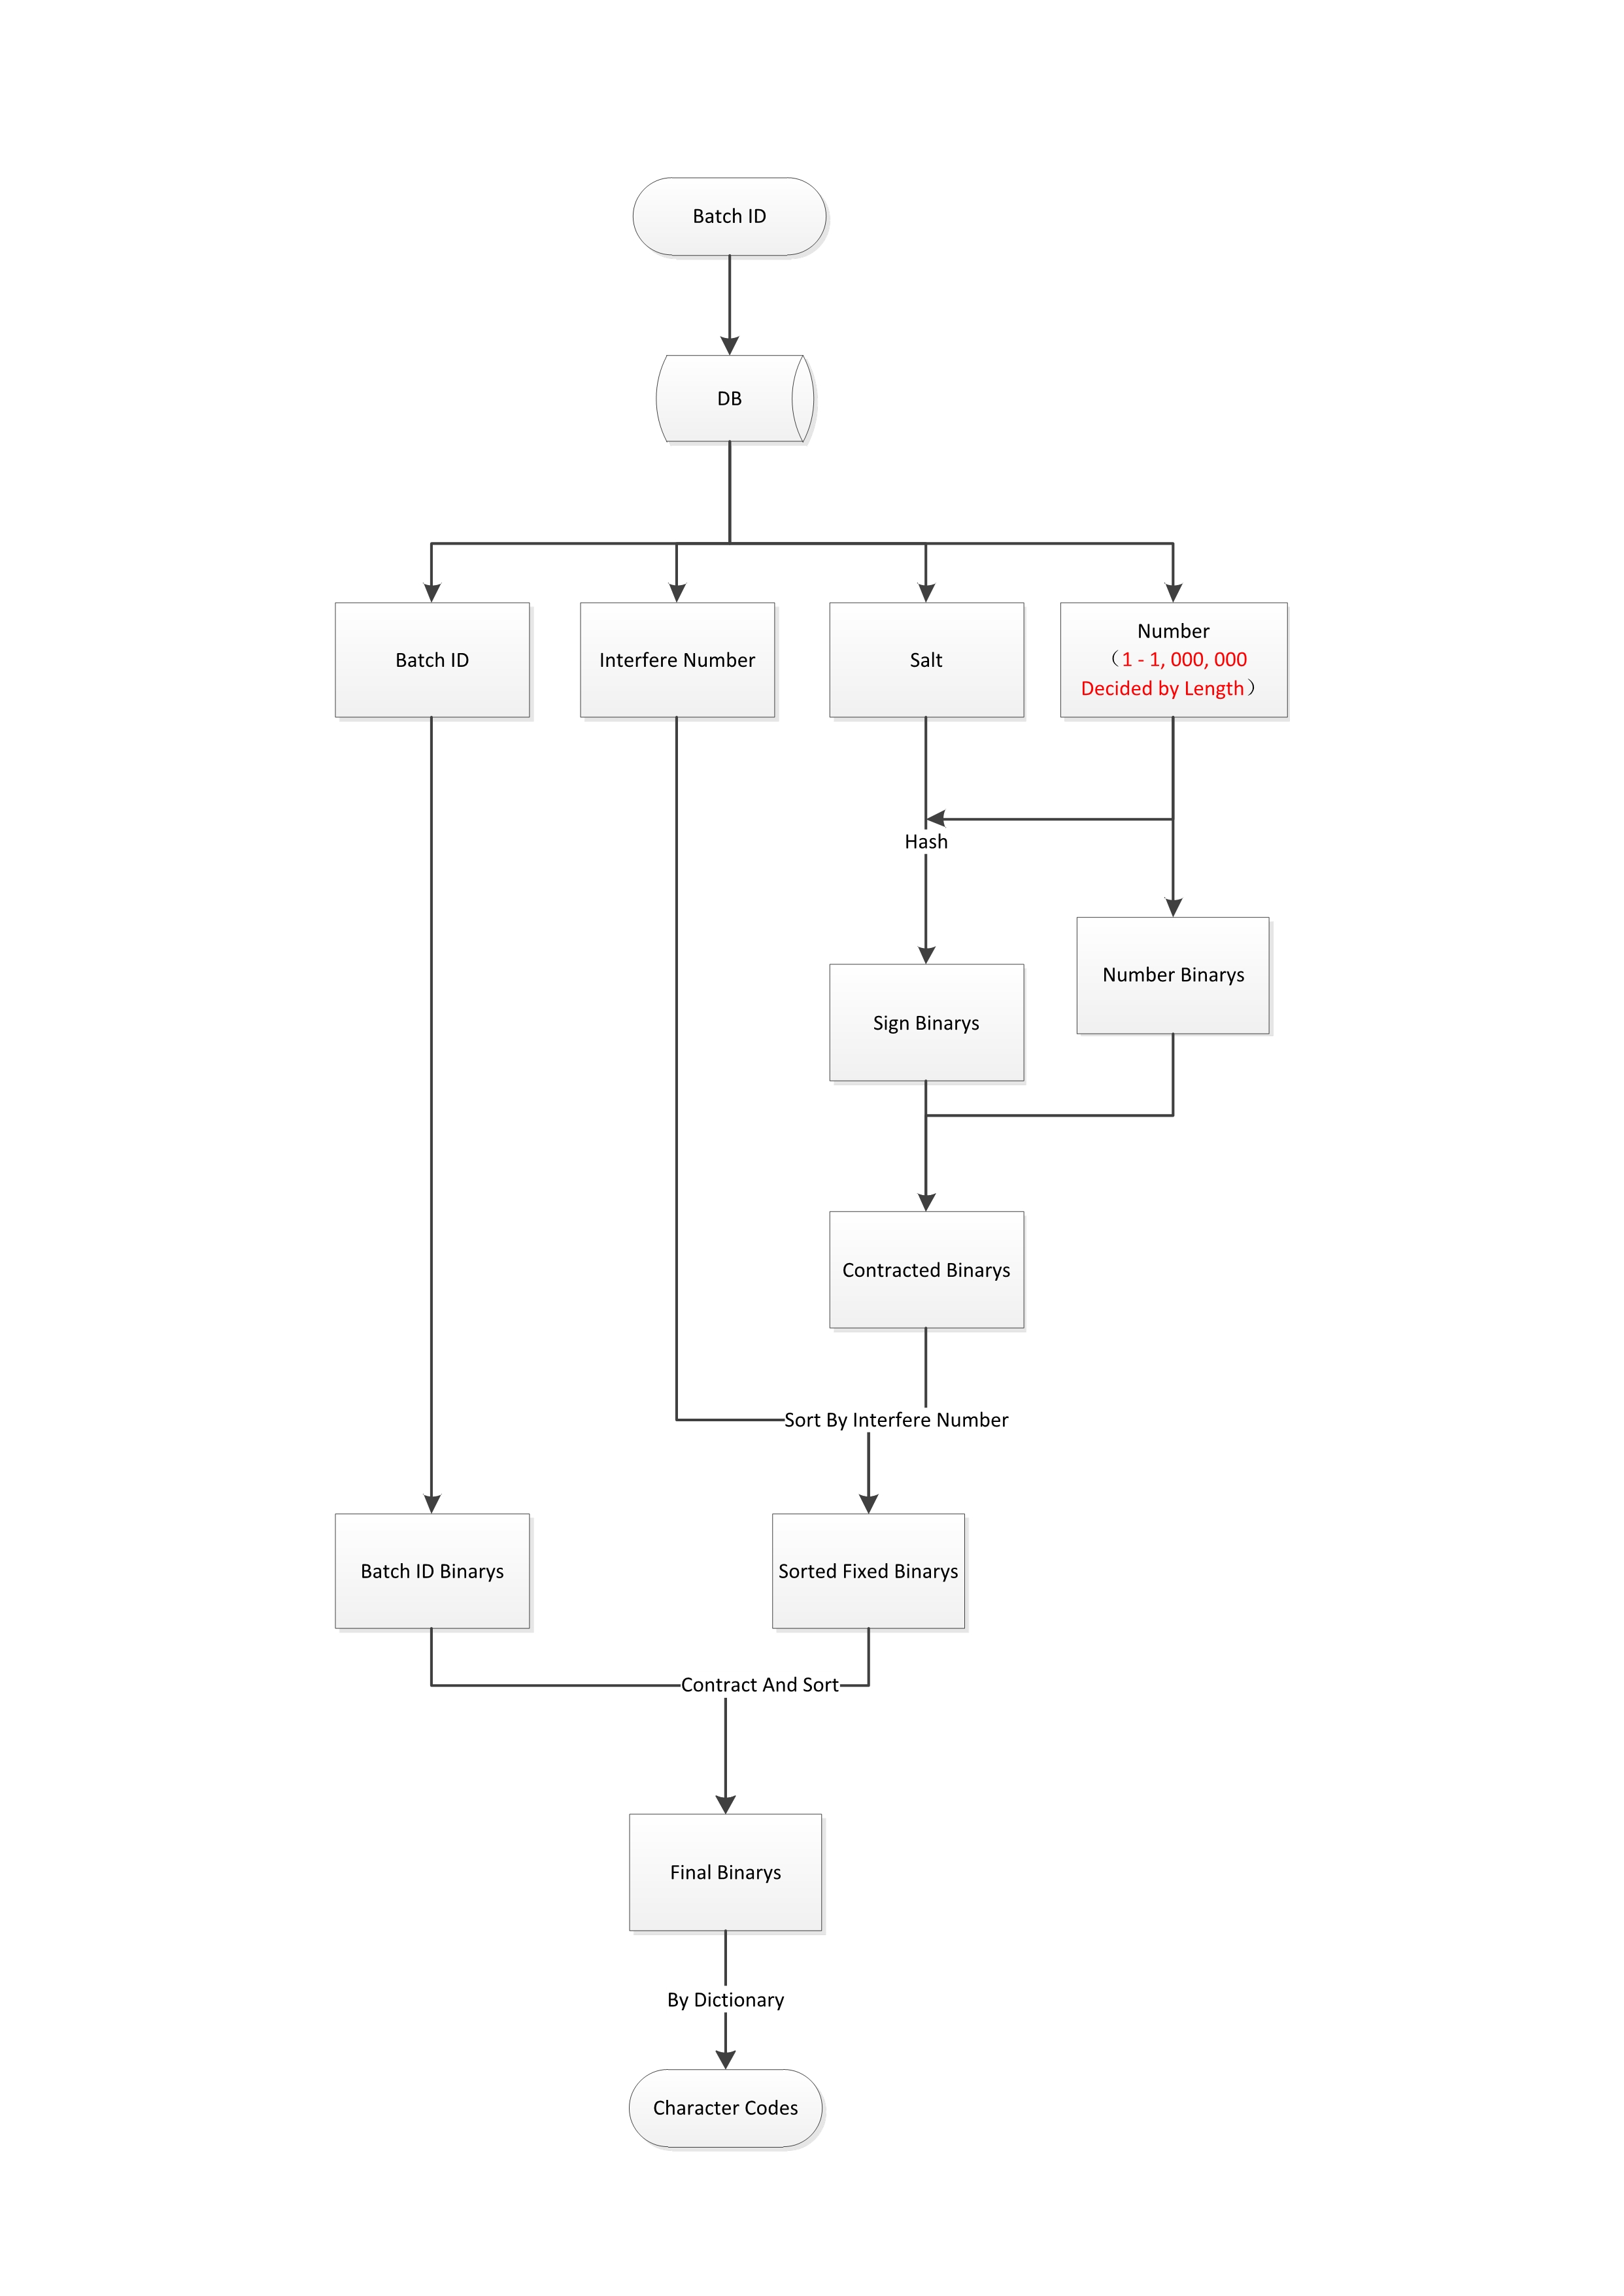 Batch ID
DB
Batch ID
Interfere Number
Salt
Number
（1 - 1, 000, 000
Decided by Length）
Hash
Number Binarys
Sign Binarys
Contracted Binarys
Sort By Interfere Number
Batch ID Binarys
Sorted Fixed Binarys
Contract And Sort
Final Binarys
By Dictionary
Character Codes